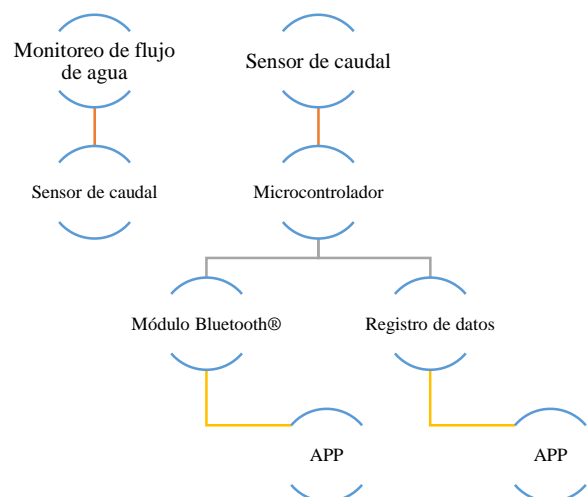 Monitoreo de flujo
de agua
Sensor de caudal
Sensor de caudal
Microcontrolador
Módulo Bluetooth®
Registro de datos
APP
APP